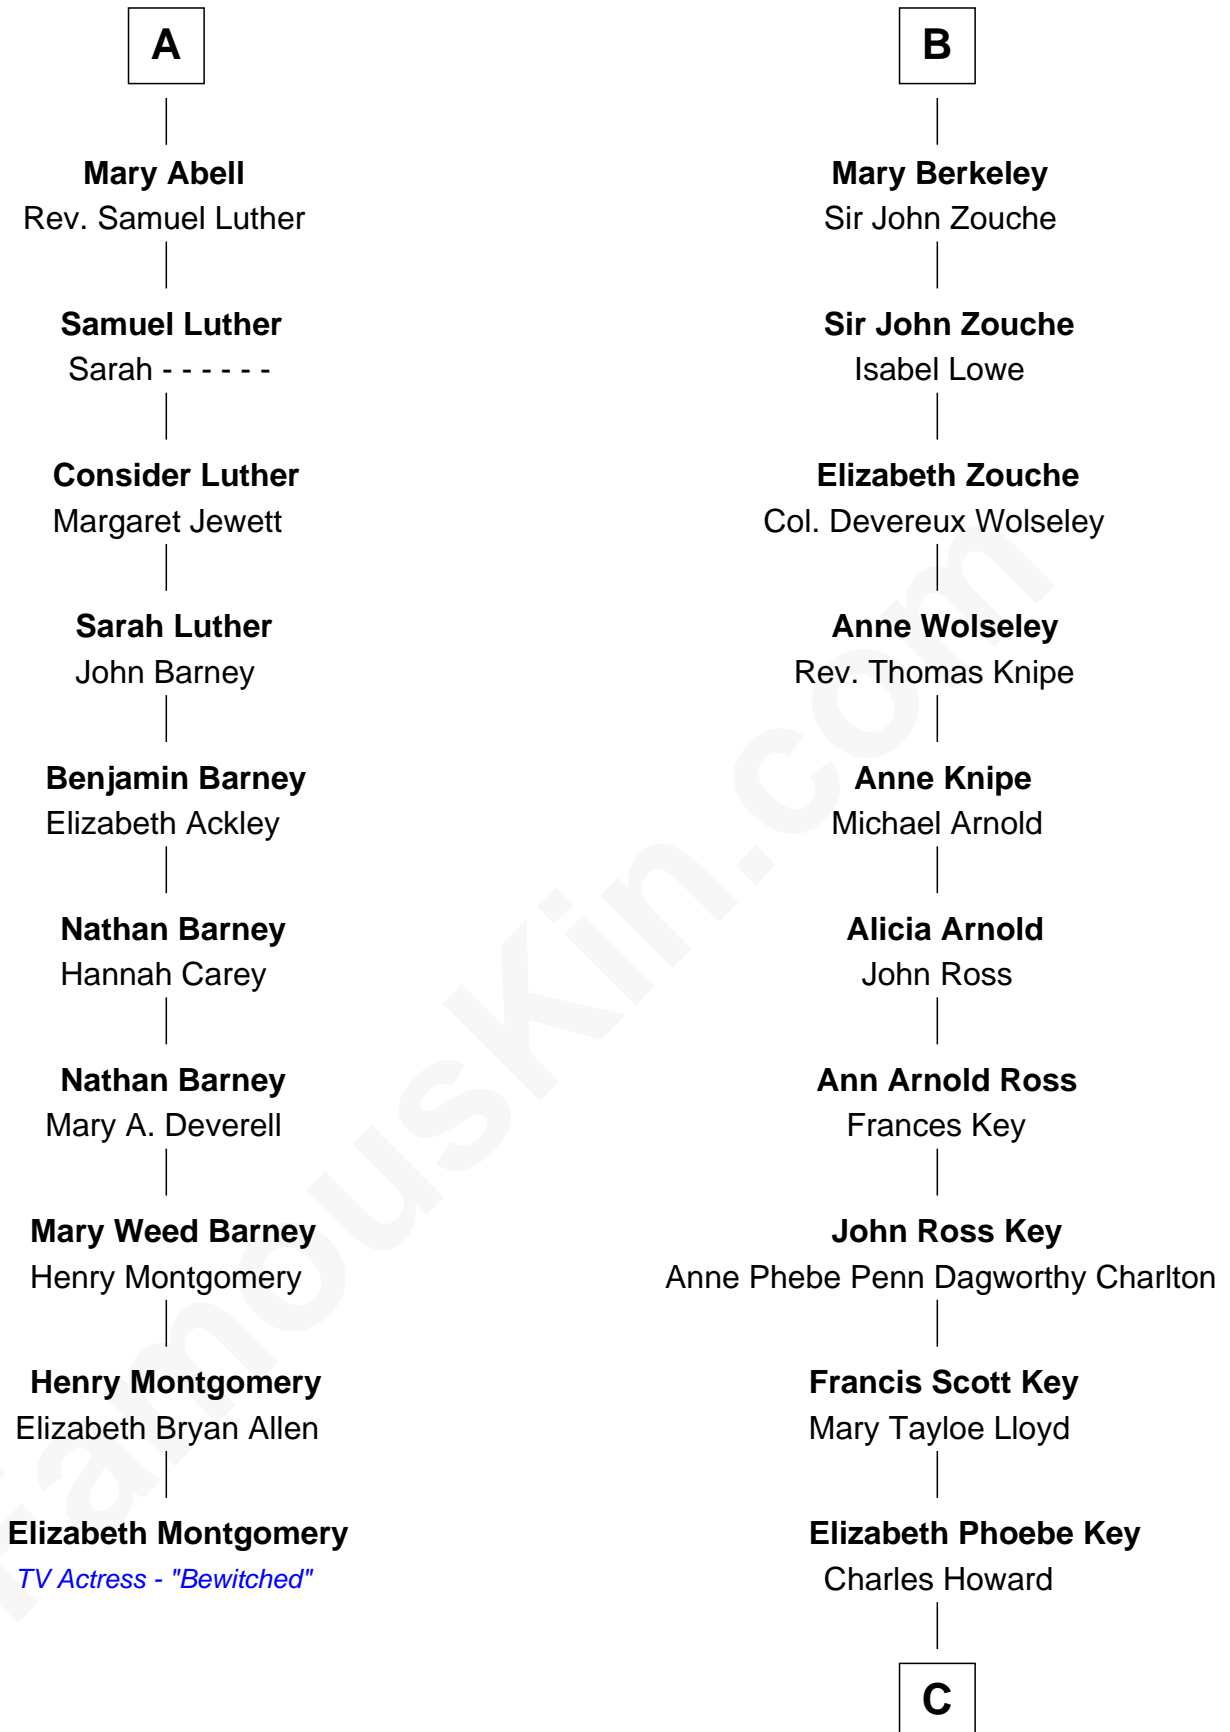 A
Mary Abell
Rev. Samuel Luther
Samuel Luther
Sarah - - - - - -
Consider Luther
Margaret Jewett
Sarah Luther
John Barney
Benjamin Barney
Elizabeth Ackley
Nathan Barney
Hannah Carey
Nathan Barney
Mary A. Deverell
Mary Weed Barney
Henry Montgomery
Henry Montgomery
Elizabeth Bryan Allen
Elizabeth Montgomery
TV Actress - "Bewitched"
B
Mary Berkeley
Sir John Zouche
Sir John Zouche
Isabel Lowe
Elizabeth Zouche
Col. Devereux Wolseley
Anne Wolseley
Rev. Thomas Knipe
Anne Knipe
Michael Arnold
Alicia Arnold
John Ross
Ann Arnold Ross
Frances Key
John Ross Key
Anne Phebe Penn Dagworthy Charlton
Francis Scott Key
Mary Tayloe Lloyd
Elizabeth Phoebe Key
Charles Howard
C
FamousKin.com